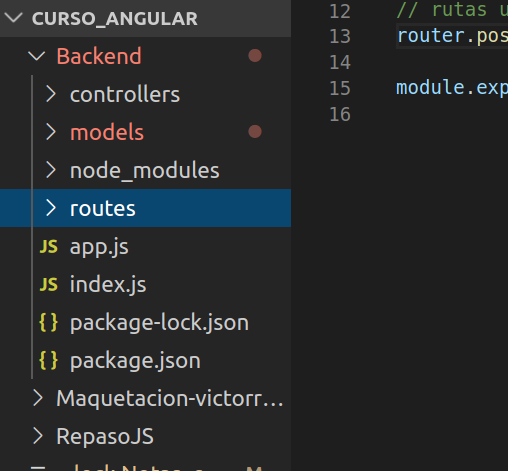 CURSO_ANGULAR
Backend
controllers
models
node_modules
routes
JS app.js
JS index.js
{} package-lock.json
{} package.json
Maquetacion-victorr...
RepasoJS
12 // rutas u
13 router.pos
14
15 module.exp
16